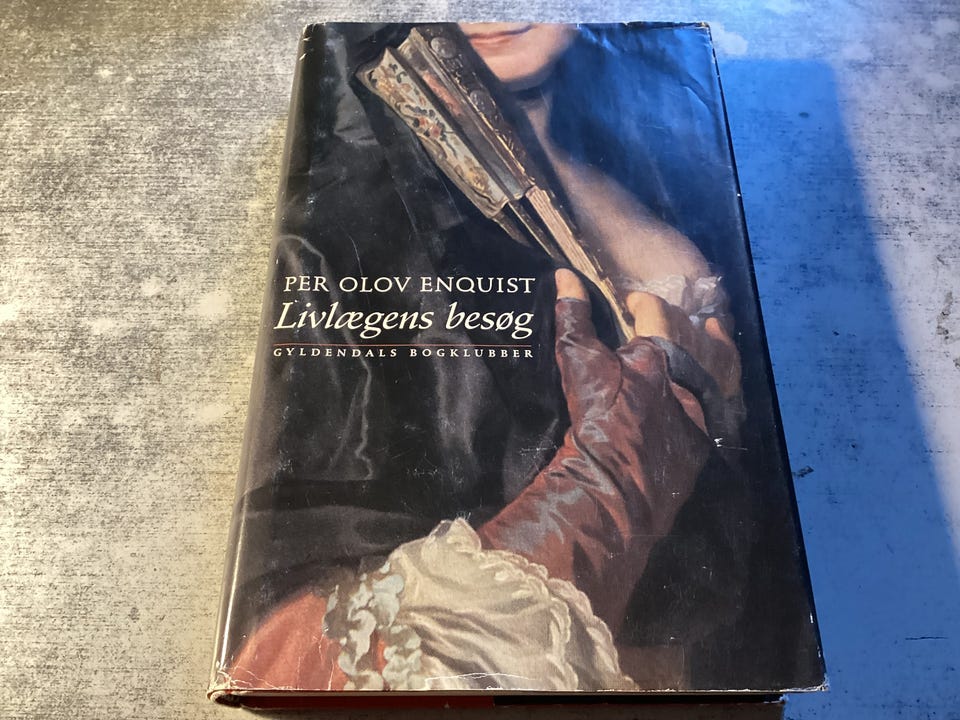 PER OLOV ENQUIST
Livlægens besøg
GYLDENDALS BOGKLUBBER